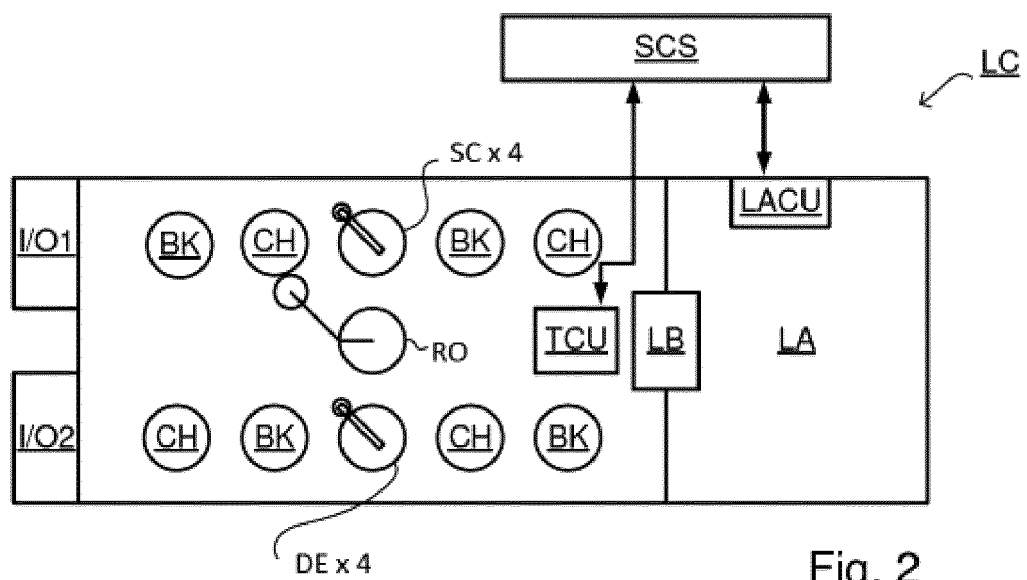 SCS
LC
SC x 4
LACU
I/O1
BK
CH
BK
CH
RO
TCU
LB
LA
I/O2
CH
BK
CH
BK
DE x 4
Fig. 2